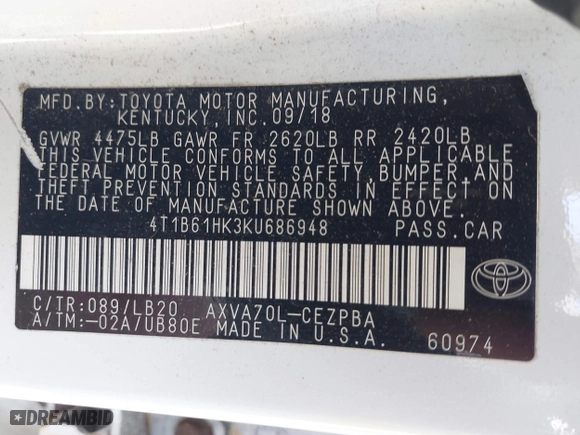 MFD.BY:TOYOTA MOTOR MANUFACTURING,
KENTUCKY,INC.09/18
GVWR 4475LB GAWR FR 2620LB RR 2420LB
THIS VEHICLE CONFORMS TO ALL APPLICABLE
FEDERAL MOTOR VEHICLE SAFETY,BUMPER,AND
THEFT PREVENTION STANDARDS IN EFFECT ON
THE DATE OF MANUFACTURE SHOWN ABOVE.
4T1B61HK3KU686948 PASS.CAR
C/TR:089/LB20 AXVA70L-CEZPBA
A/TM:-02A/UB80E MADE IN U.S.A. 60974
DREAMBID